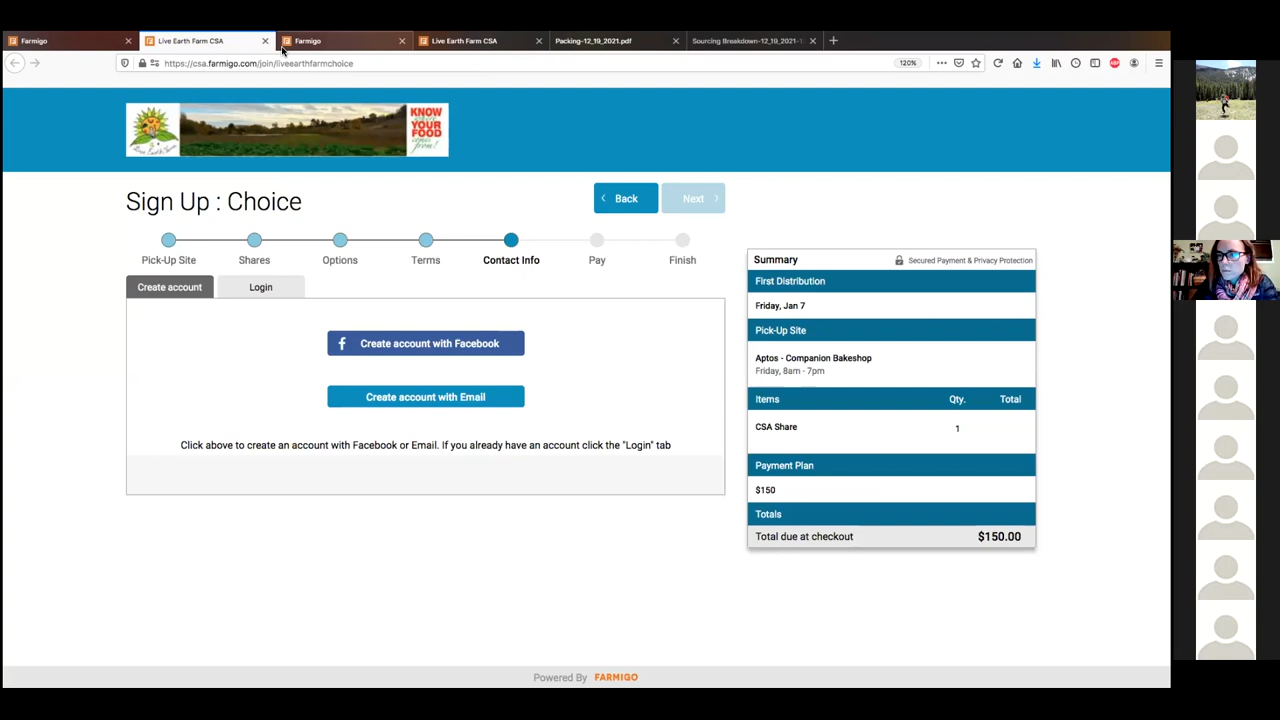 Farmigo
Live Earth Farm CSA
Farmigo
Live Earth Farm CSA
Packing-12_19_2021.pdf
Sourcing Breakdown-12_19_2021-1
https://csa.farmigo.com/join/liveearthfarmchoice
120%
KNOW
YOUR
FOOD
comes
from!
Sign Up : Choice
Back
Next
Pick-Up Site
Shares
Options
Terms
Contact Info
Pay
Finish
Create account
Login
Create account with Facebook
Create account with Email
Click above to create an account with Facebook or Email. If you already have an account click the "Login" tab
Summary
Secured Payment & Privacy Protection
First Distribution
Friday, Jan 7
Pick-Up Site
Aptos - Companion Bakeshop
Friday, 8am - 7pm
Items Qty. Total
CSA Share 1
Payment Plan
$150
Totals
Total due at checkout $150.00
Powered By FARMIGO